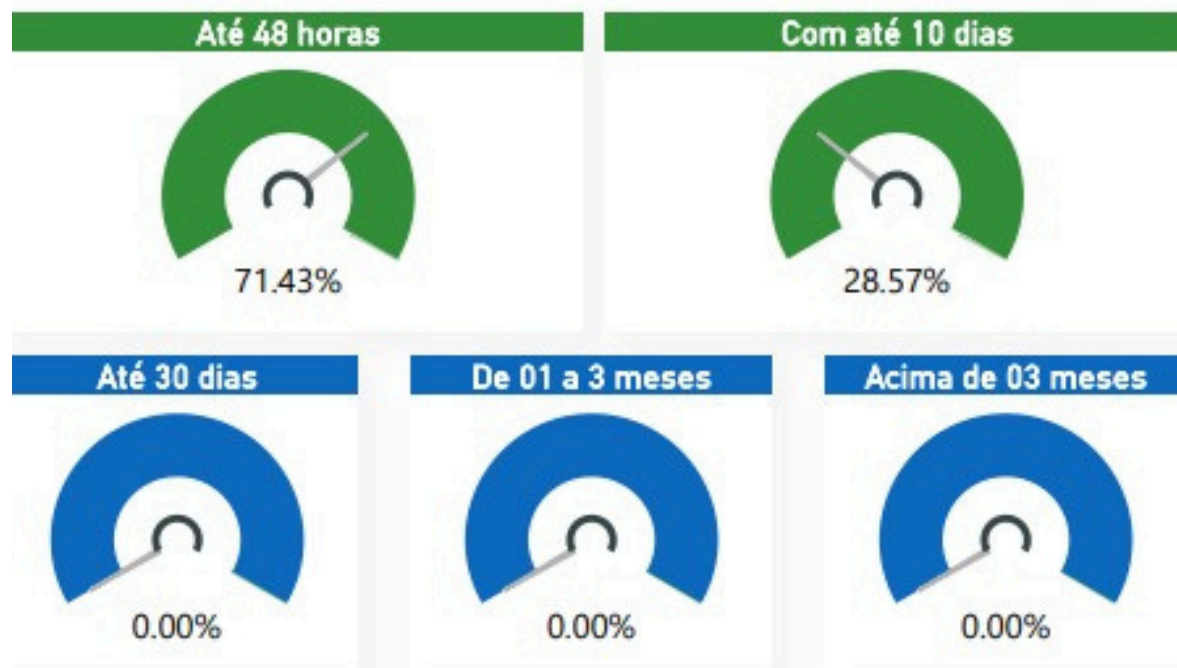 Até 48 horas
Com até 10 dias
71.43%
28.57%
Até 30 dias
De 01 a 3 meses
Acima de 03 meses
0.00%
0.00%
0.00%